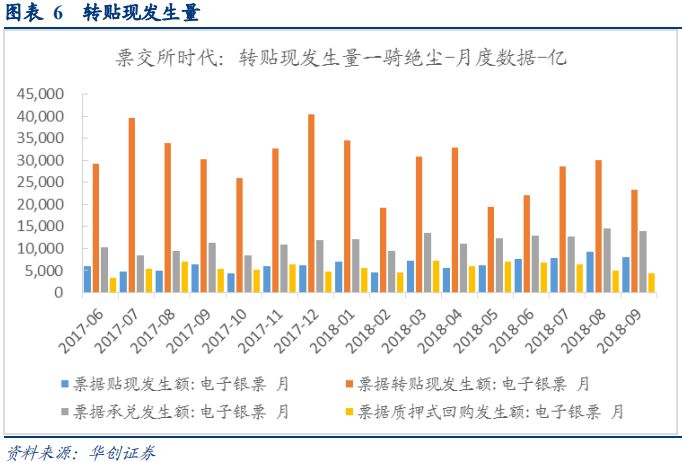 图表 6 转贴现发生量
票交所时代：转贴现发生量一骑绝尘-月度数据-亿
45,000
40,000
35,000
30,000
25,000
20,000
15,000
10,000
5,000
0
2017-06 2017-07 2017-08 2017-09 2017-10 2017-11 2017-12 2018-01 2018-02 2018-03 2018-04 2018-05 2018-06 2018-07 2018-08 2018-09
票据贴现发生额:电子银票 月 票据转贴现发生额:电子银票 月
票据承兑发生额:电子银票 月 票据质押式回购发生额:电子银票 月
资料来源：华创证券